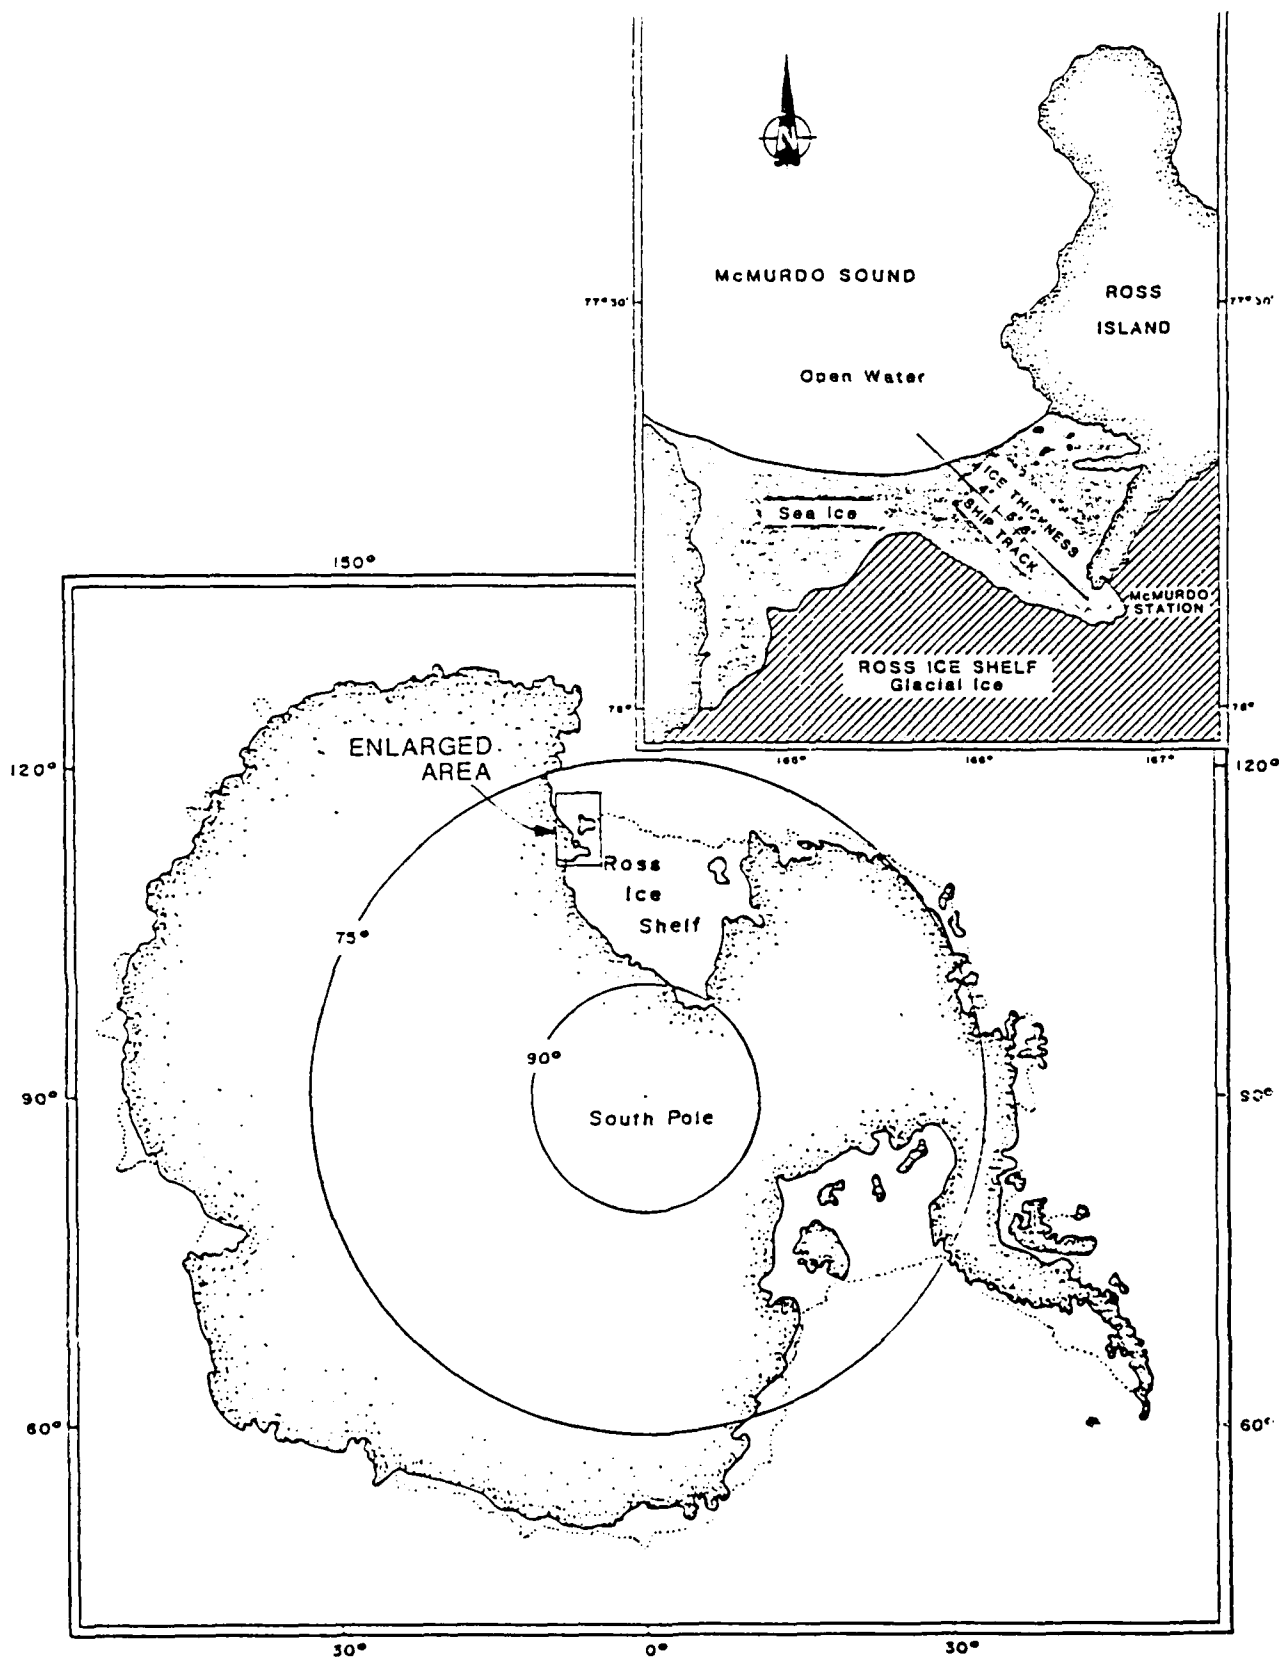 N
McMURDO SOUND
77°30'
77°30'
ROSS
ISLAND
Open Water
ICE THICKNESS
SHIP TRACK
Sea Ice
McMURDO
STATION
ROSS ICE SHELF
Glacial Ice
78°
78°
165°
166°
167°
150°
ENLARGED
AREA
120°
120°
Ross
Ice
Shelf
75°
90°
South Pole
90°
90°
60°
60°
30°
0°
30°